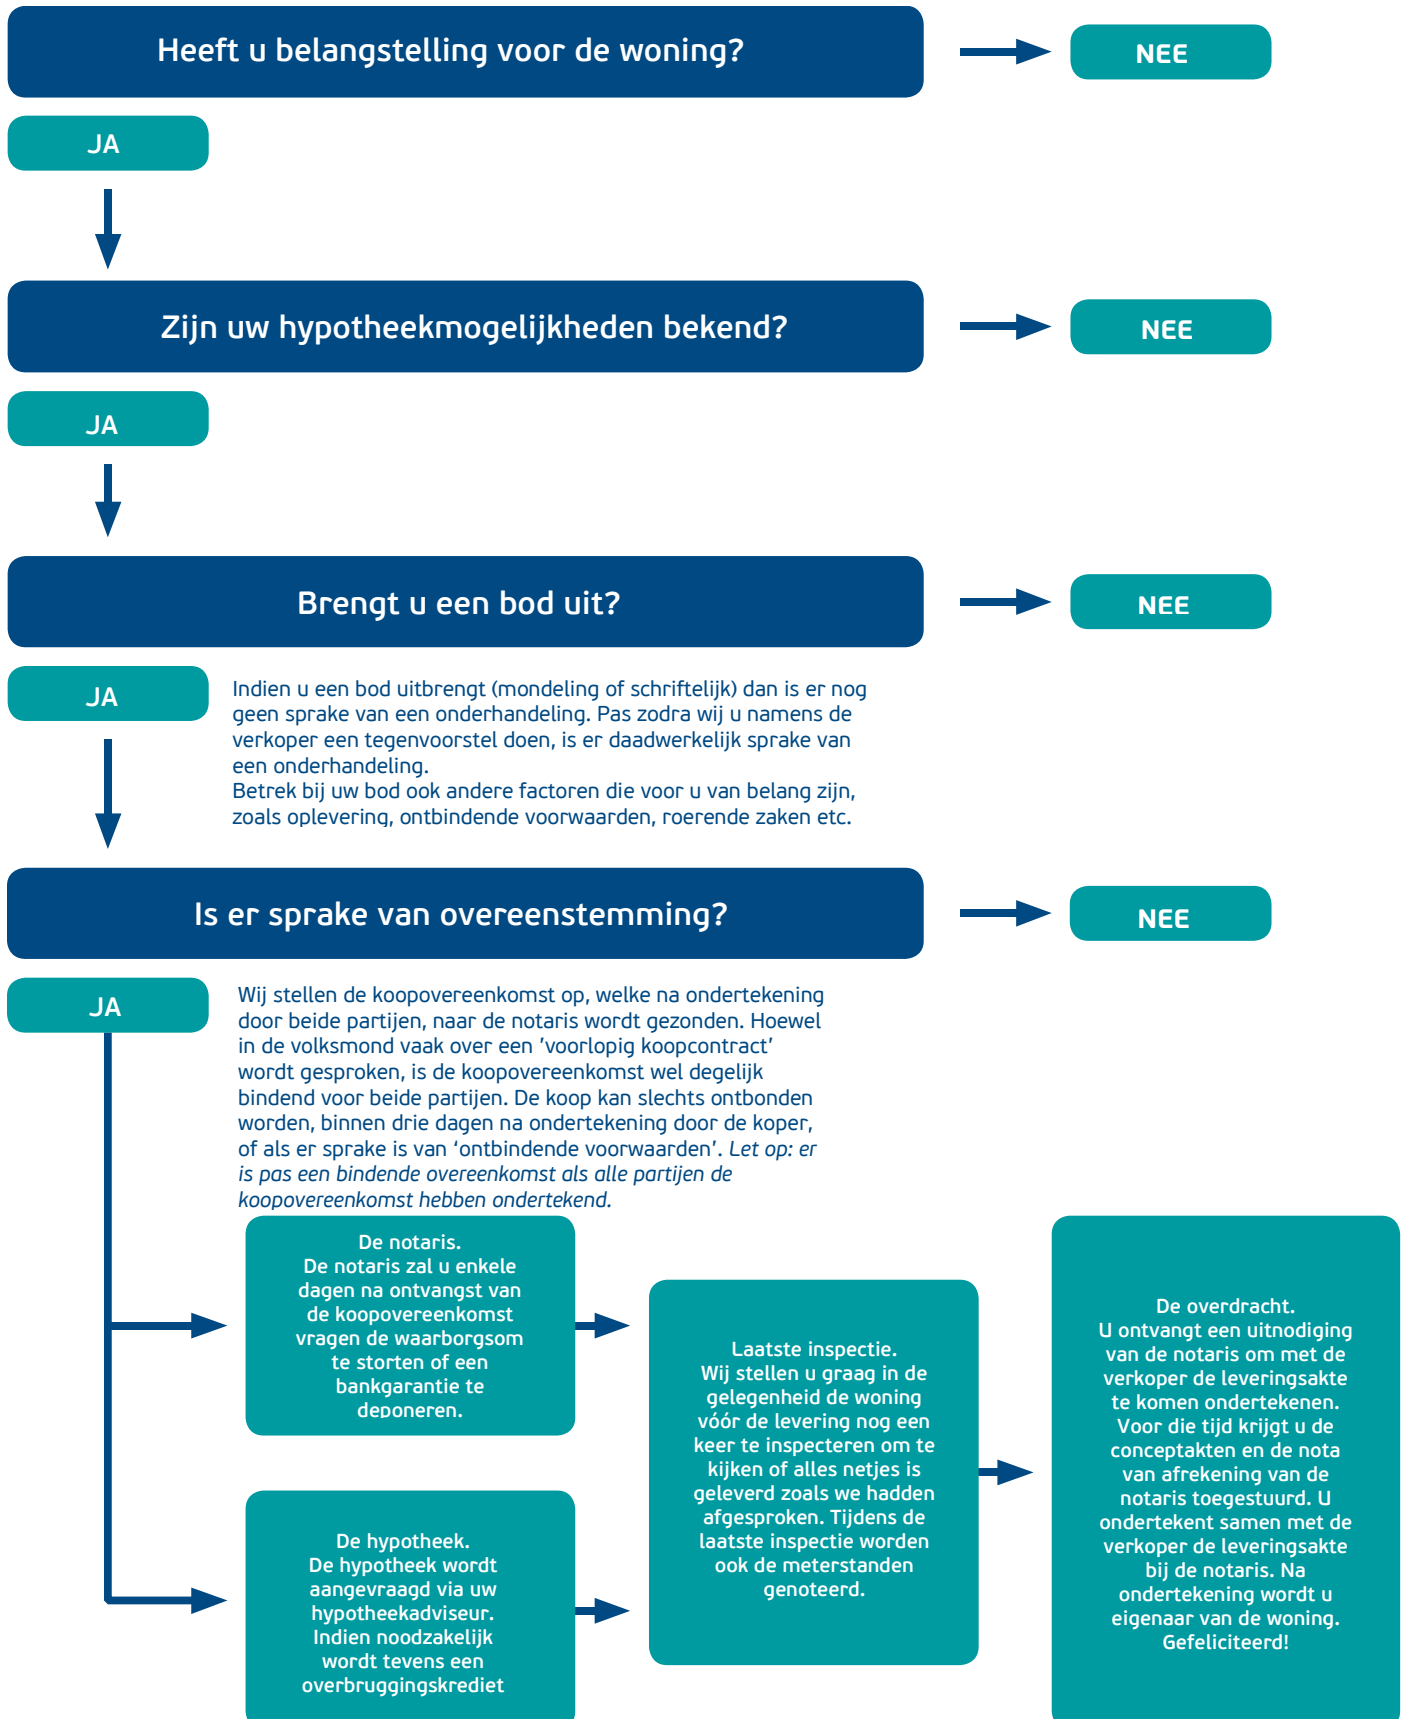 Heeft u belangstelling voor de woning?
NEE
JA
Zijn uw hypotheekmogelijkheden bekend?
NEE
JA
Brengt u een bod uit?
NEE
JA
Indien u een bod uitbrengt (mondeling of schriftelijk) dan is er nog
geen sprake van een onderhandeling. Pas zodra wij u namens de
verkoper een tegenvoorstel doen, is er daadwerkelijk sprake van
een onderhandeling.
Betrek bij uw bod ook andere factoren die voor u van belang zijn,
zoals oplevering, ontbindende voorwaarden, roerende zaken etc.
Is er sprake van overeenstemming?
NEE
JA
Wij stellen de koopovereenkomst op, welke na ondertekening
door beide partijen, naar de notaris wordt gezonden. Hoewel
in de volksmond vaak over een 'voorlopig koopcontract'
wordt gesproken, is de koopovereenkomst wel degelijk
bindend voor beide partijen. De koop kan slechts ontbonden
worden, binnen drie dagen na ondertekening door de koper,
of als er sprake is van ‘ontbindende voorwaarden’. Let op: er
is pas een bindende overeenkomst als alle partijen de
koopovereenkomst hebben ondertekend.
De notaris.
De notaris zal u enkele
dagen na ontvangst van
de koopovereenkomst
vragen de waarborgsom
te storten of een
bankgarantie te
deponeren.
De hypotheek.
De hypotheek wordt
aangevraagd via uw
hypotheekadviseur.
Indien noodzakelijk
wordt tevens een
overbruggingskrediet
Laatste inspectie.
Wij stellen u graag in de
gelegenheid de woning
vóór de levering nog een
keer te inspecteren om te
kijken of alles netjes is
geleverd zoals we hadden
afgesproken. Tijdens de
laatste inspectie worden
ook de meterstanden
genoteerd.
De overdracht.
U ontvangt een uitnodiging
van de notaris om met de
verkoper de leveringsakte
te komen ondertekenen.
Voor die tijd krijgt u de
conceptakten en de nota
van afrekening van de
notaris toegestuurd. U
ondertekent samen met de
verkoper de leveringsakte
bij de notaris. Na
ondertekening wordt u
eigenaar van de woning.
Gefeliciteerd!